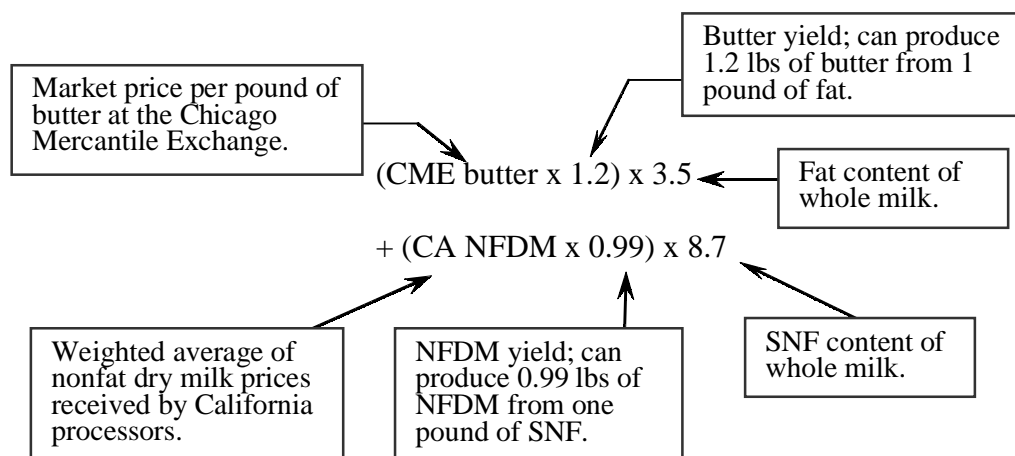 Butter yield; can produce
1.2 lbs of butter from 1
pound of fat.
Market price per pound of
butter at the Chicago
Mercantile Exchange.
(CME butter x 1.2) x 3.5
Fat content of
whole milk.
+ (CA NFDM x 0.99) x 8.7
Weighted average of
nonfat dry milk prices
received by California
processors.
NFDM yield; can
produce 0.99 lbs of
NFDM from one
pound of SNF.
SNF content of
whole milk.